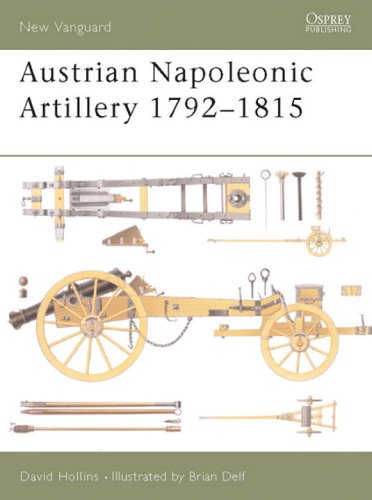 New Vanguard
OSPREY
PUBLISHING
Austrian Napoleonic
Artillery 1792–1815
David Hollins · Illustrated by Brian Delf